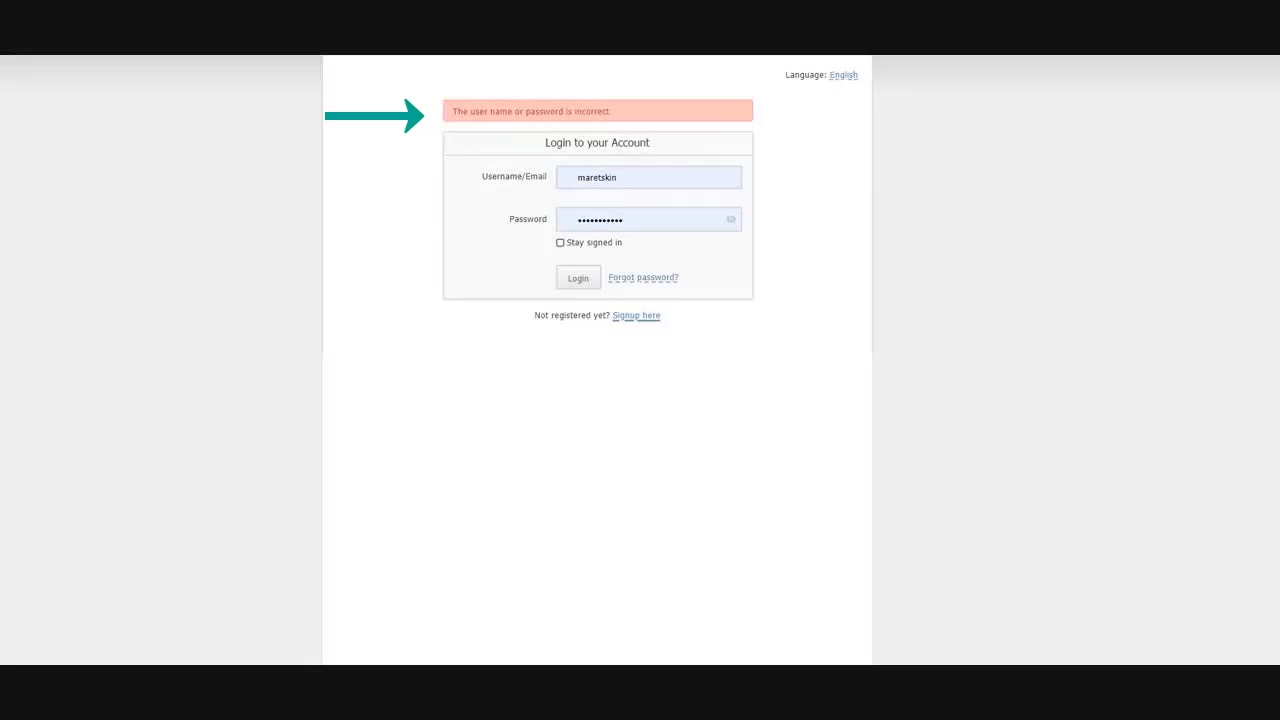 Language: English
The user name or password is incorrect
Login to your Account
Username/Email maretskin
Password •••••••••••
Stay signed in
Login Forgot password?
Not registered yet? Signup here